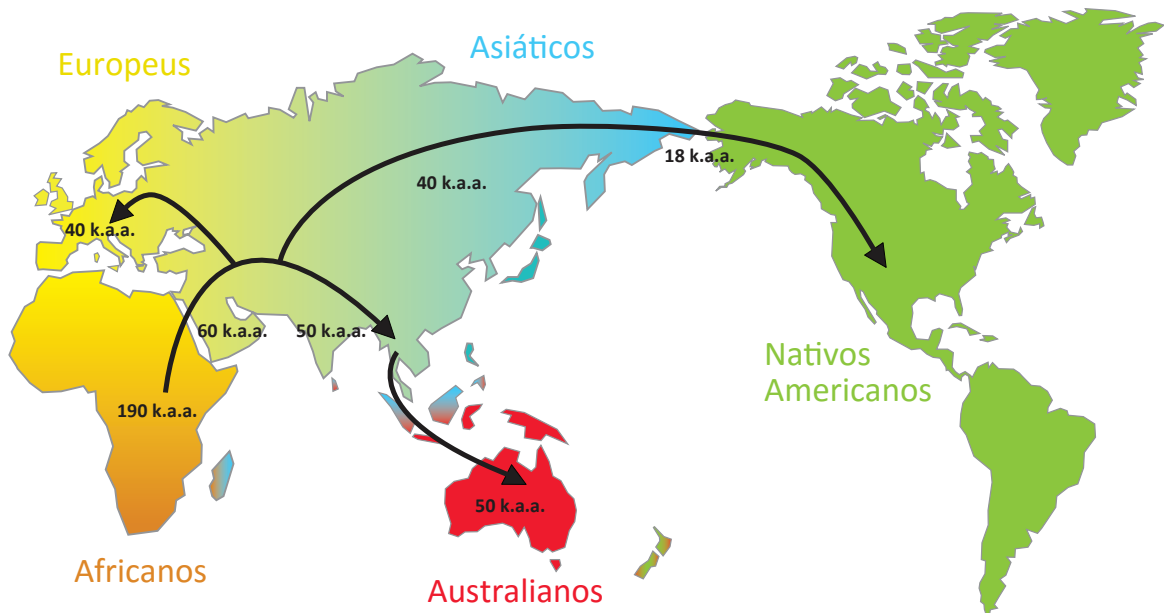 Europeus
Asiáticos
18 k.a.a.
40 k.a.a.
40 k.a.a.
60 k.a.a.
50 k.a.a.
Nativos
Americanos
190 k.a.a.
50 k.a.a.
Africanos
Australianos